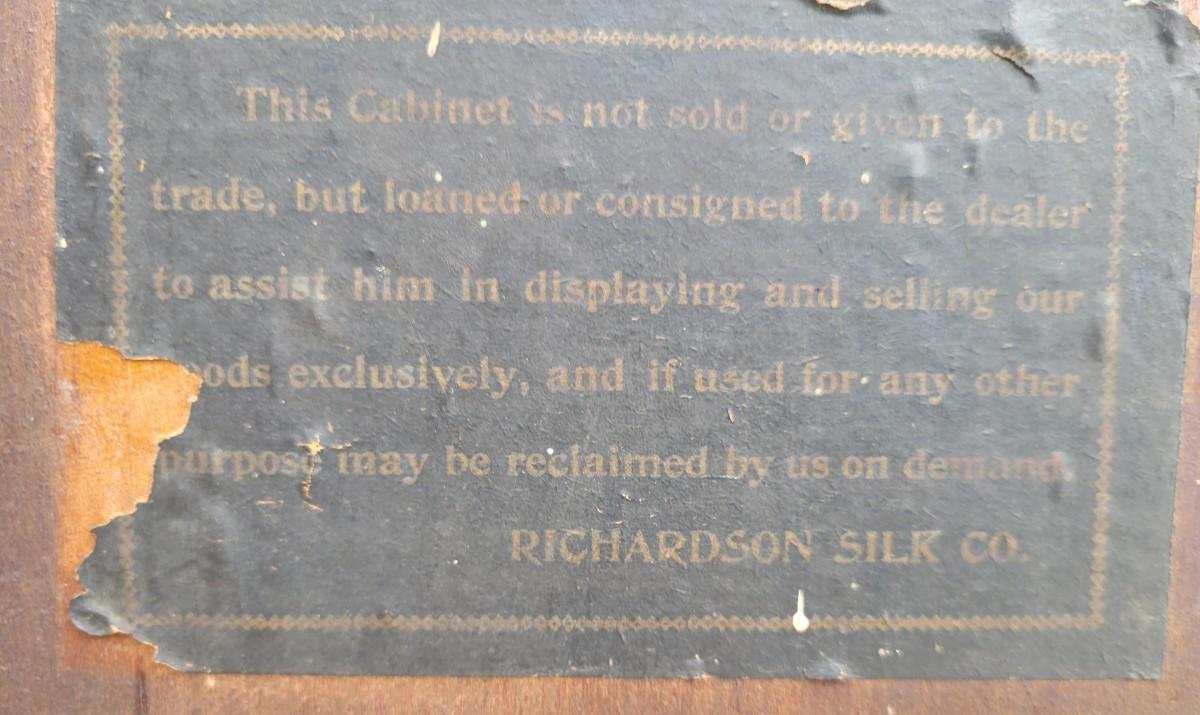 This Cabinet is not sold or given to the
trade, but loaned or consigned to the dealer
to assist him in displaying and selling our
oods exclusively, and if used for any other
purpose may be reclaimed by us on demand.
RICHARDSON SILK CO.